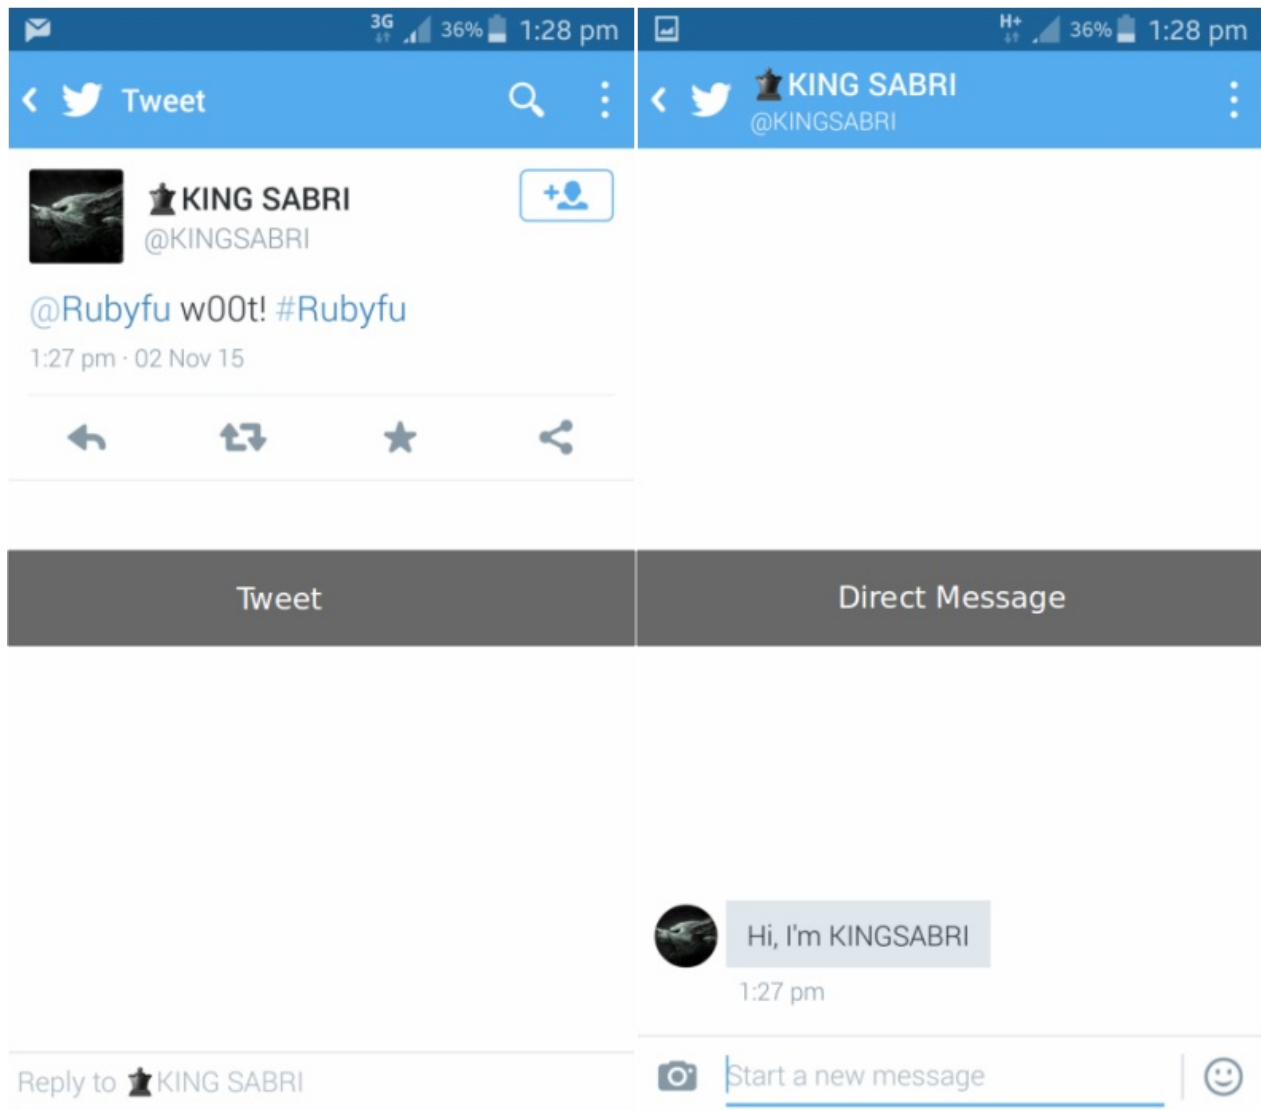 3G 36% 1:28 pm
Tweet
KING SABRI
@KINGSABRI
@Rubyfu w00t! #Rubyfu
1:27 pm · 02 Nov 15
Tweet
Reply to KING SABRI
H+ 36% 1:28 pm
KING SABRI
@KINGSABRI
Direct Message
Hi, I'm KINGSABRI
1:27 pm
Start a new message